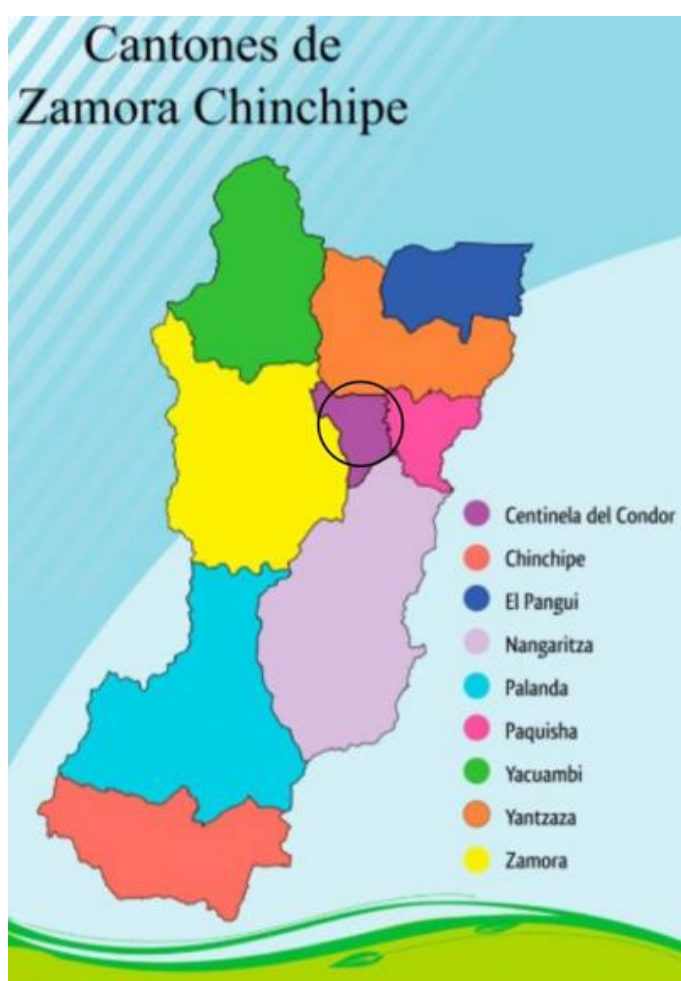 Cantones de
Zamora Chinchipe
Centinela del Condor
Chinchipe
El Pangui
Nangaritza
Palanda
Paquisha
Yacuambi
Yantzaza
Zamora